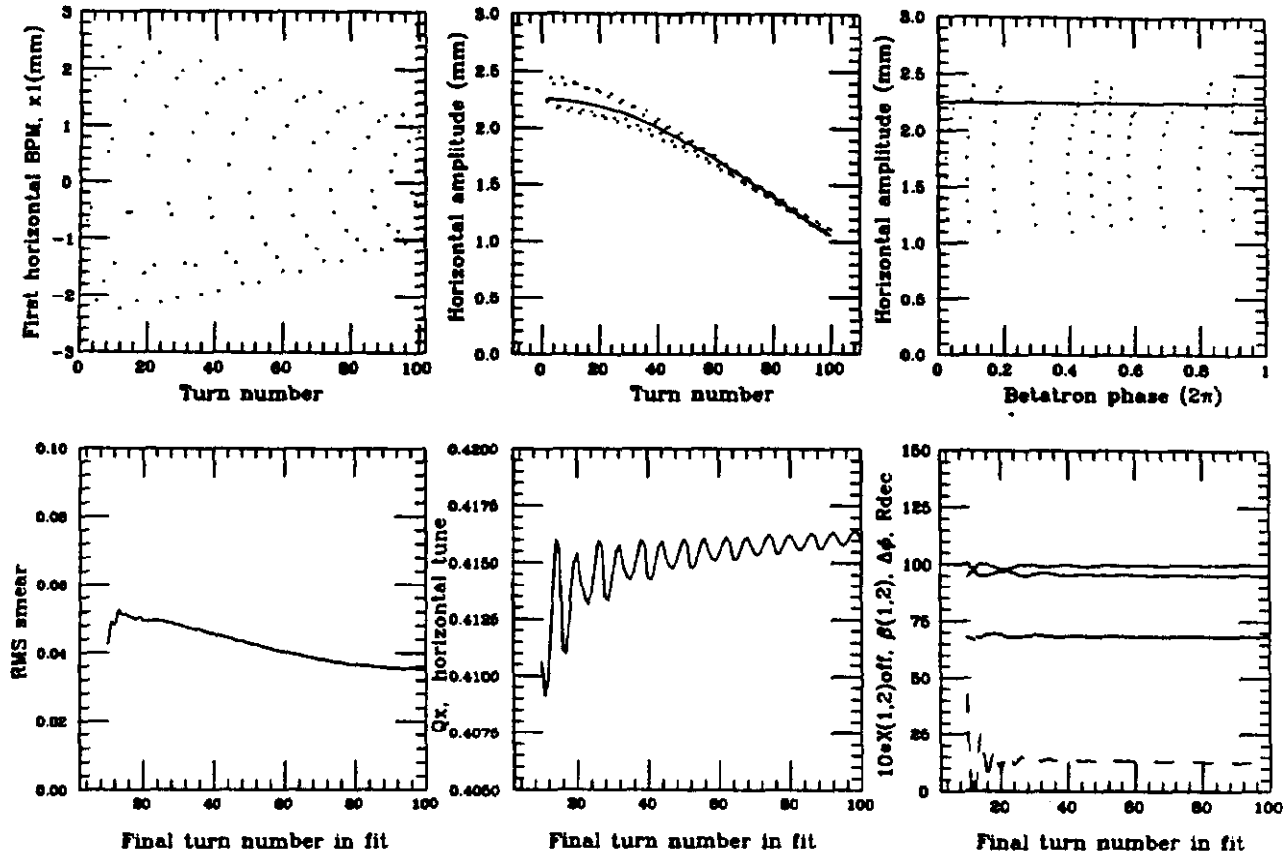 First horizontal BPM, x1(mm)
3
2
1
0
-1
-2
-3
0 20 40 60 80 100
Turn number
Horizontal amplitude (mm)
3.0
2.5
2.0
1.5
1.0
0.5
0.0
0 20 40 60 80 100
Turn number
Horizontal amplitude (mm)
3.0
2.5
2.0
1.5
1.0
0.5
0.0
0 0.2 0.4 0.6 0.8 1
Betatron phase (2π)
RMS smear
0.10
0.08
0.06
0.04
0.02
0.00
20 40 60 80 100
Final turn number in fit
Qx, horizontal tune
0.4200
0.4175
0.4150
0.4125
0.4100
0.4075
0.4050
20 40 60 80 100
Final turn number in fit
10*X(1,2)off, β(1,2), Δϕ, Rdec
150
125
100
75
50
25
0
20 40 60 80 100
Final turn number in fit